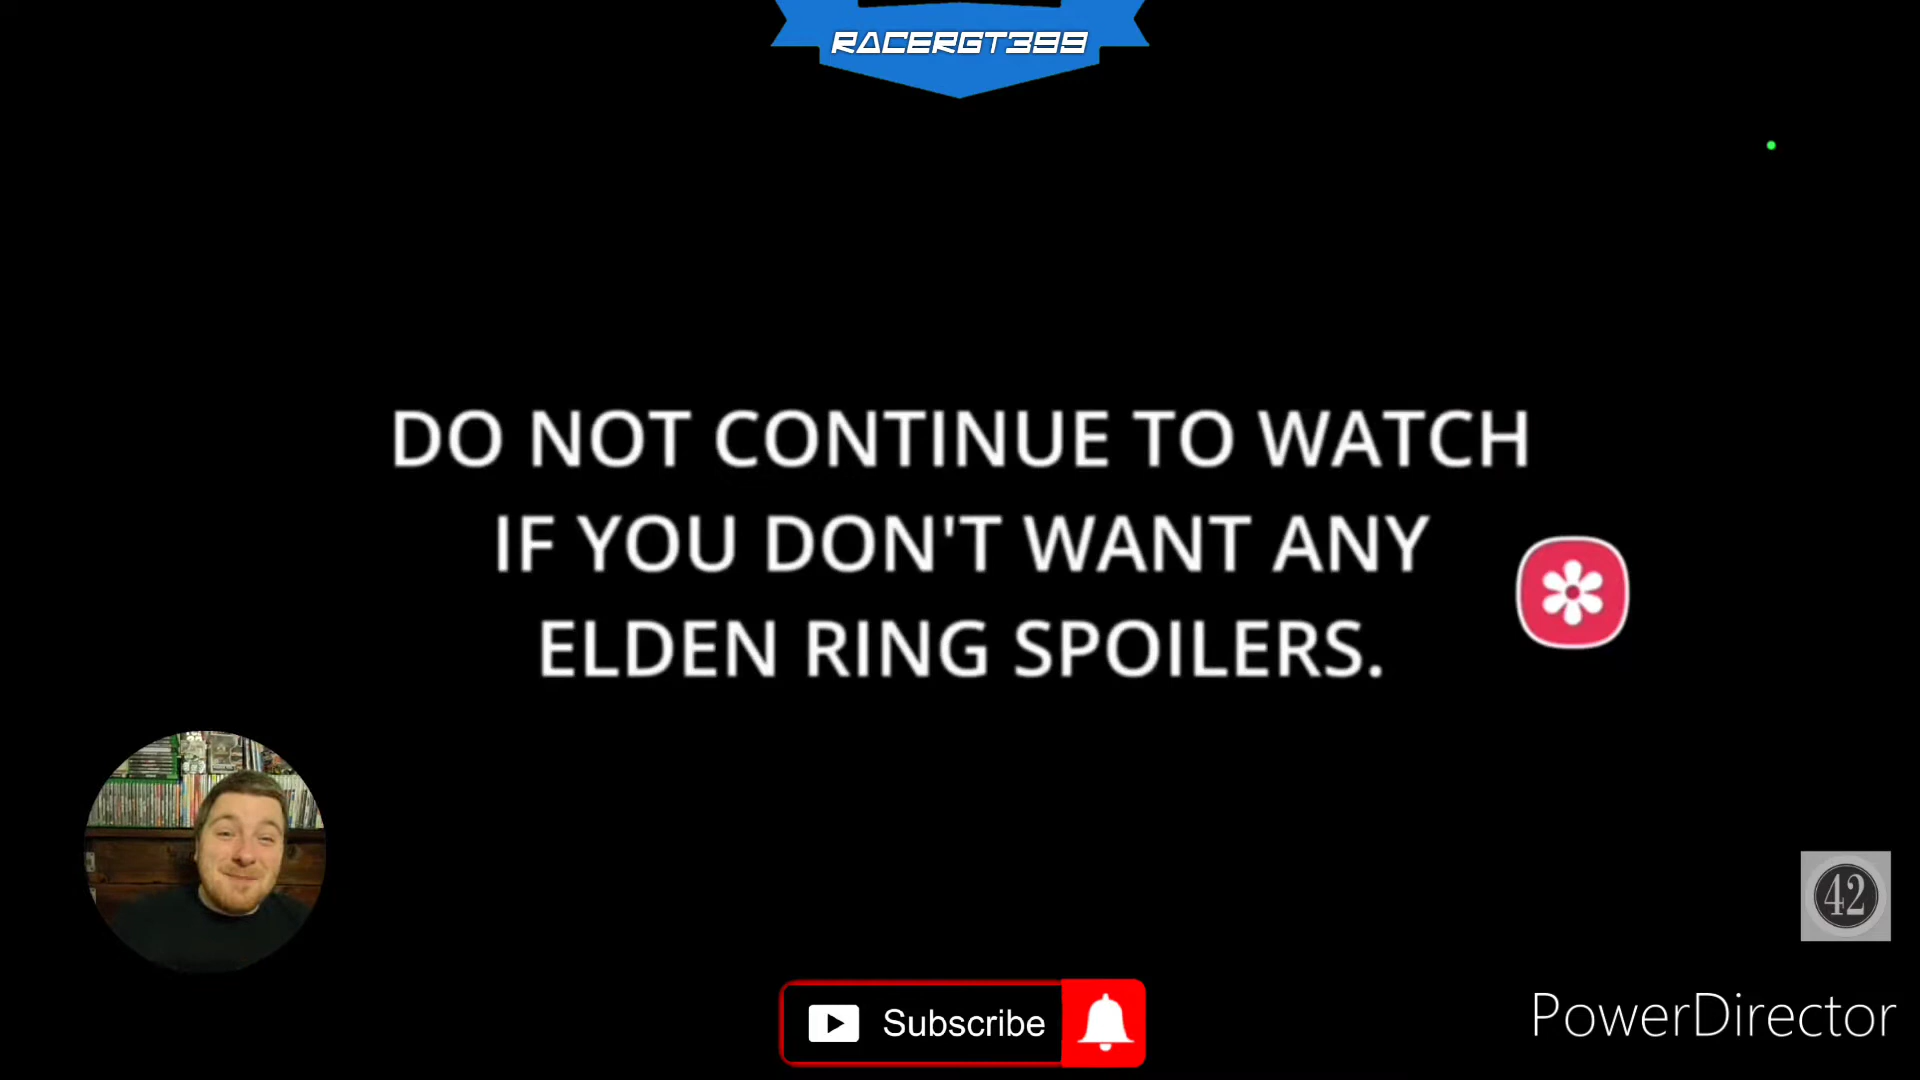 RACERGT399
DO NOT CONTINUE TO WATCH
IF YOU DON'T WANT ANY
ELDEN RING SPOILERS.
42
Subscribe
PowerDirector